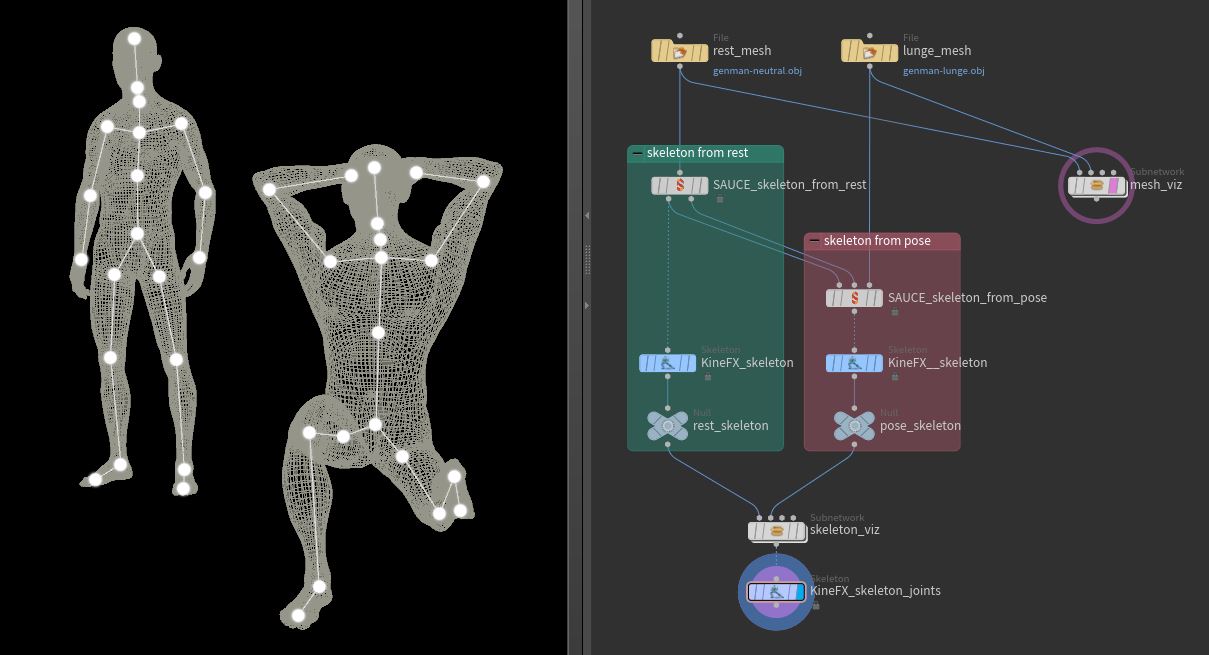 File
rest_mesh
genman-neutral.obj
File
lunge_mesh
genman-lunge.obj
skeleton from rest
SAUCE_skeleton_from_rest
Subnetwork
mesh_viz
skeleton from pose
SAUCE_skeleton_from_pose
Skeleton
KineFX_skeleton
Skeleton
KineFX__skeleton
Null
rest_skeleton
Null
pose_skeleton
Subnetwork
skeleton_viz
Skeleton
KineFX_skeleton_joints